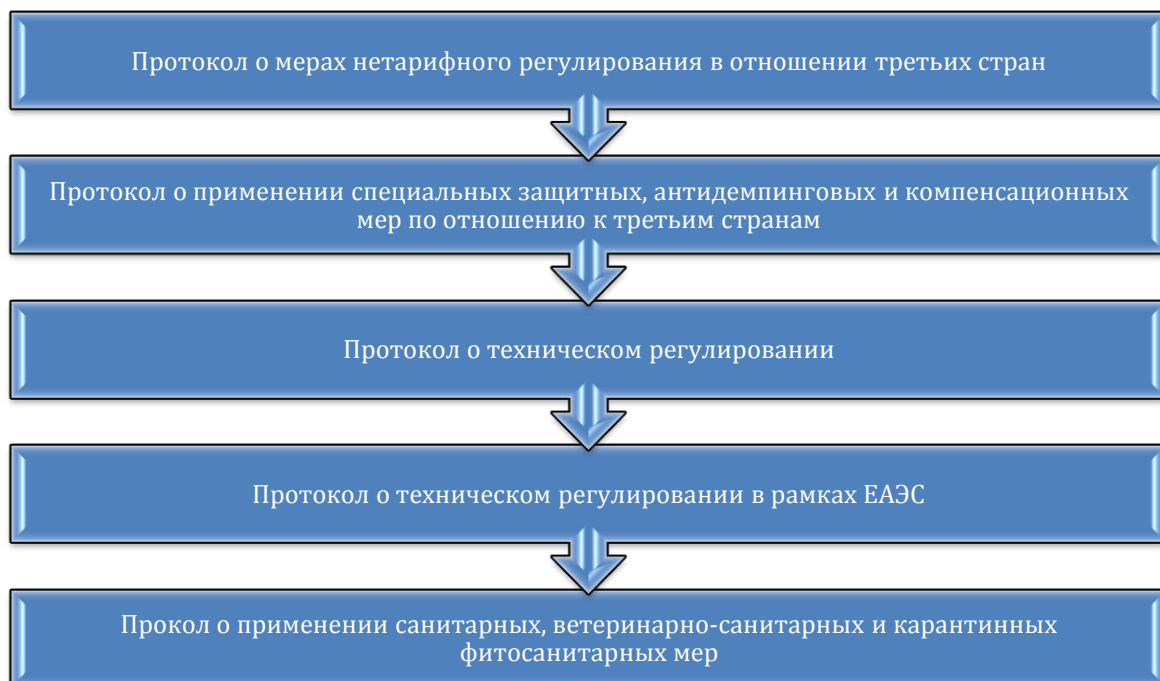 Протокол о мерах нетарифного регулирования в отношении третьих стран
Протокол о применении специальных защитных, антидемпинговых и компенсационных
мер по отношению к третьим странам
Протокол о техническом регулировании
Протокол о техническом регулировании в рамках ЕАЭС
Прокол о применении санитарных, ветеринарно-санитарных и карантинных
фитосанитарных мер